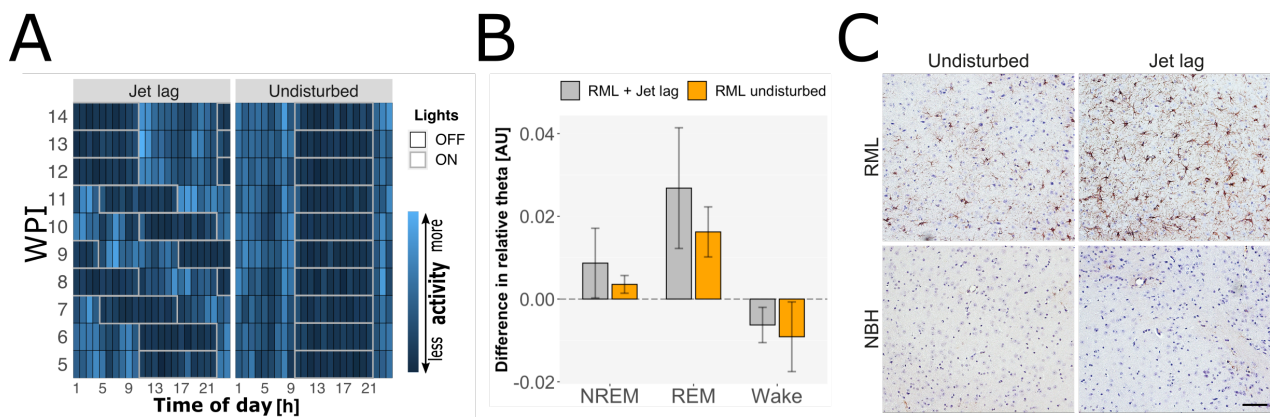 A
Jet lag
Undisturbed
WPI
14
13
12
11
10
9
8
7
6
5
1 5 9 13 17 21
1 5 9 13 17 21
Time of day [h]
Lights
OFF
ON
less activity more
B
RML + Jet lag
RML undisturbed
Difference in relative theta [AU]
0.04
0.02
0.00
-0.02
NREM
REM
Wake
C
Undisturbed
Jet lag
RML
NBH